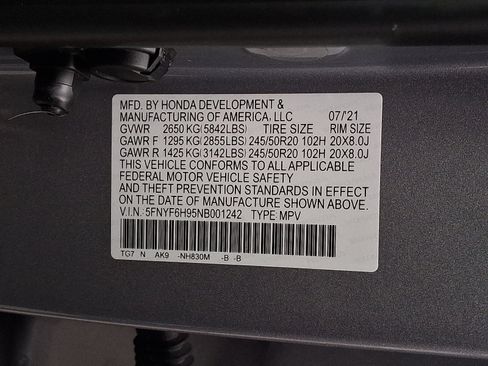 MFD. BY HONDA DEVELOPMENT &
MANUFACTURING OF AMERICA, LLC 07/21
GVWR 2650 KG(5842LBS) TIRE SIZE RIM SIZE
GAWR F 1295 KG(2855LBS) 245/50R20 102H 20X8.0J
GAWR R 1425 KG(3142LBS) 245/50R20 102H 20X8.0J
THIS VEHICLE CONFORMS TO ALL APPLICABLE
FEDERAL MOTOR VEHICLE SAFETY
AND THEFT PREVENTION STANDARDS IN EFFECT
ON THE DATE OF MANUFACTURE SHOWN ABOVE.
V.I.N.:5FNYF6H95NB001242 TYPE: MPV
TG7 N AK9 -NH830M -B -B